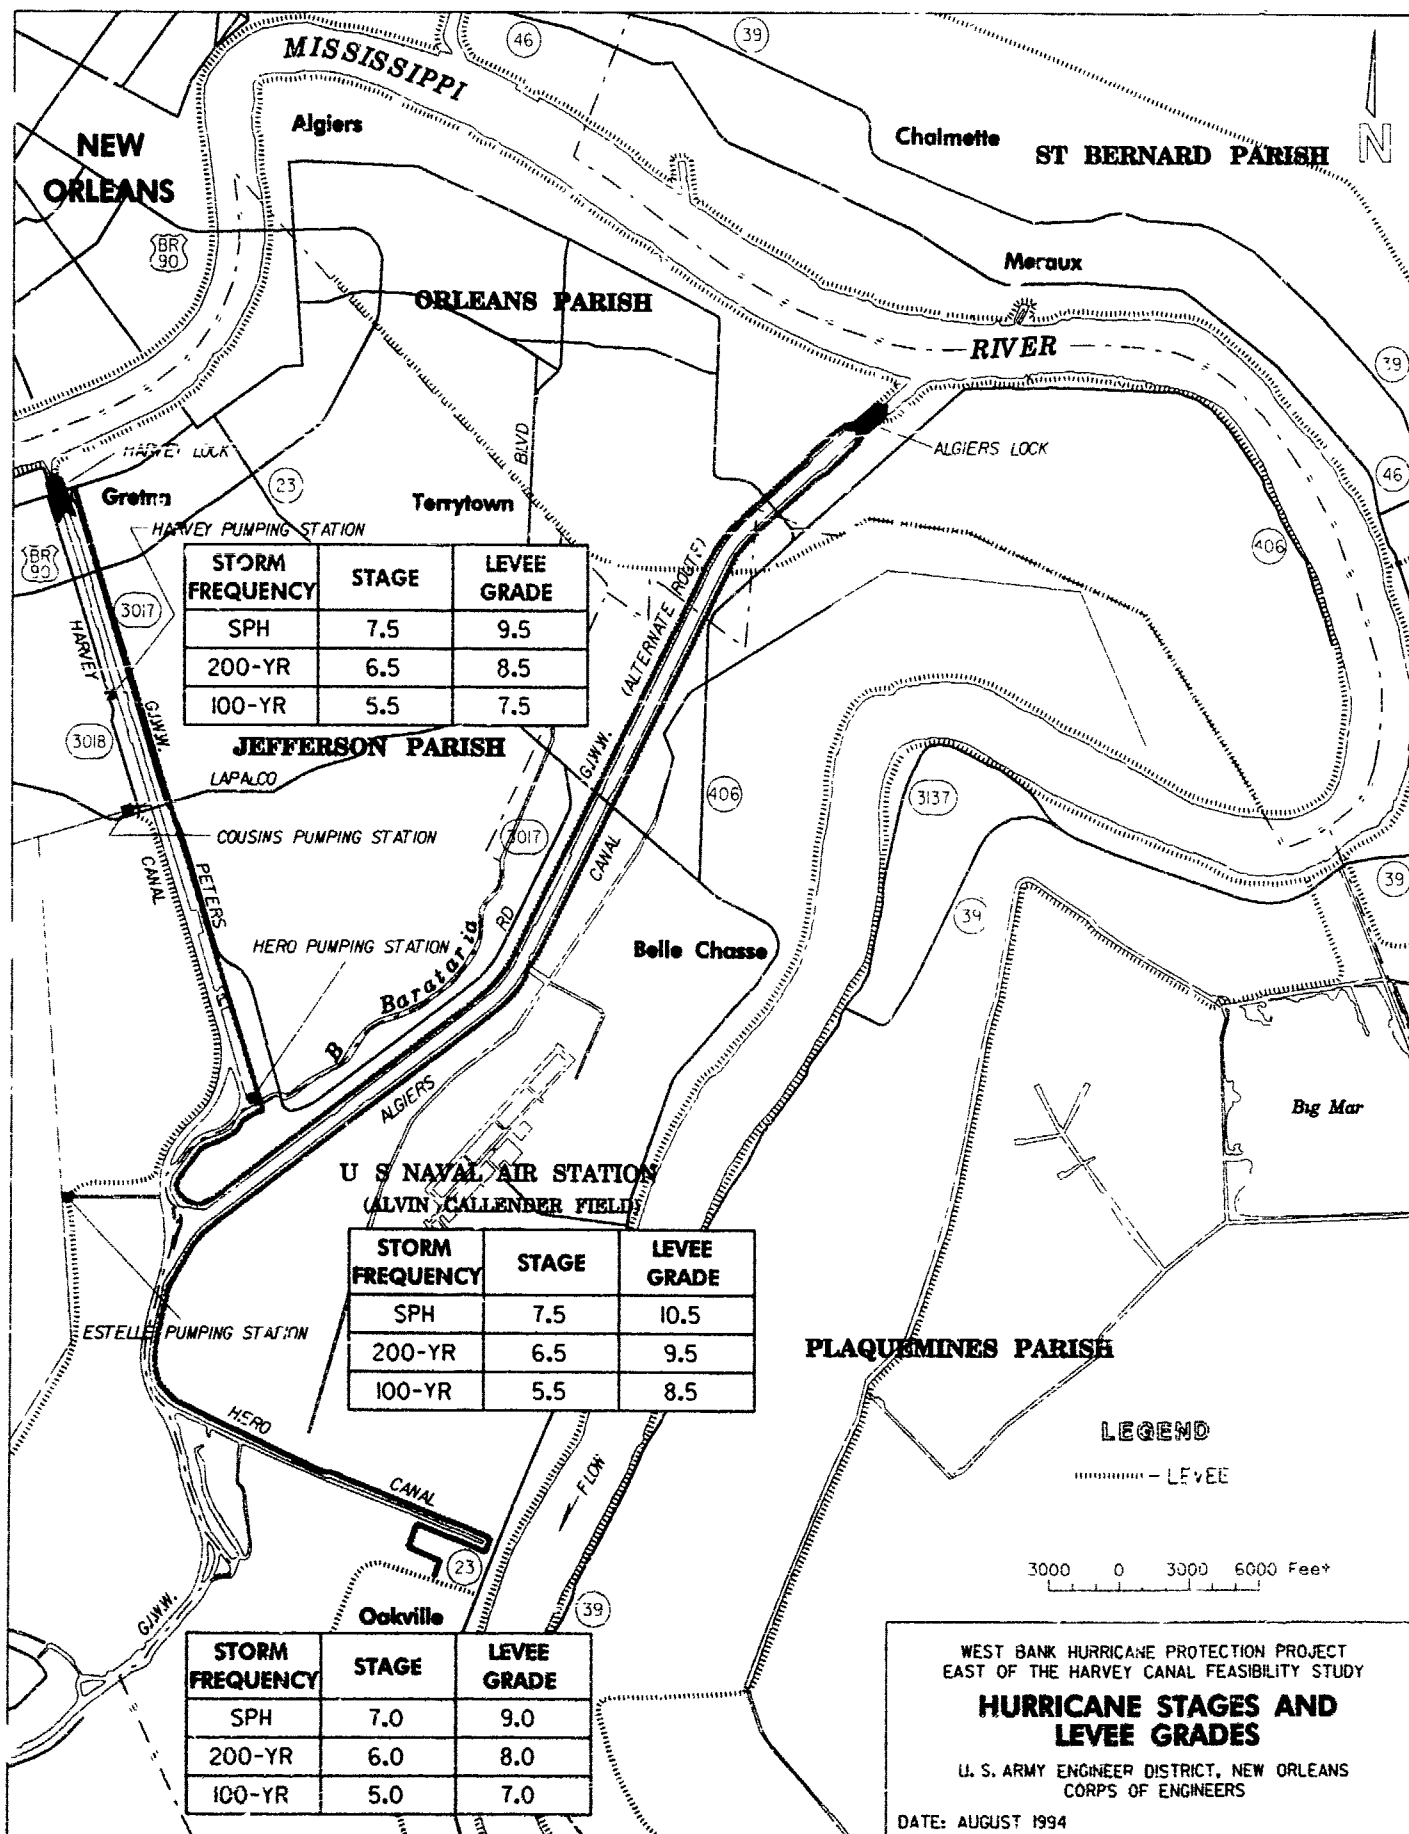 MISSISSIPPI
46
39
N
Algiers
Chalmette
ST BERNARD PARISH
NEW
ORLEANS
BR
90
Meraux
ORLEANS PARISH
RIVER
39
BLVD
HARVEY LOCK
ALGIERS LOCK
46
Gretna
23
Terrytown
HARVEY PUMPING STATION
406
BR
90
STORM FREQUENCY STAGE LEVEE GRADE
SPH 7.5 9.5
200-YR 6.5 8.5
100-YR 5.5 7.5
(ALTERNATE ROUTE)
3017
HARVEY
G.I.W.W.
3018
JEFFERSON PARISH
G.I.W.W.
LAPALCO
406
3137
COUSINS PUMPING STATION
3017
CANAL
CANAL
PETERS
39
39
RD
HERO PUMPING STATION
Belle Chasse
B Barataria
ALGIERS
Big Mar
U S NAVAL AIR STATION
(ALVIN CALLENDER FIELD)
STORM FREQUENCY STAGE LEVEE GRADE
SPH 7.5 10.5
200-YR 6.5 9.5
100-YR 5.5 8.5
ESTELLE PUMPING STATION
PLAQUEMINES PARISH
HERO
CANAL
FLOW
LEGEND
- LEVEE
23
3000 0 3000 6000 Feet
39
G.I.W.W.
Oakville
STORM FREQUENCY STAGE LEVEE GRADE
SPH 7.0 9.0
200-YR 6.0 8.0
100-YR 5.0 7.0
WEST BANK HURRICANE PROTECTION PROJECT
EAST OF THE HARVEY CANAL FEASIBILITY STUDY
HURRICANE STAGES AND
LEVEE GRADES
U. S. ARMY ENGINEER DISTRICT, NEW ORLEANS
CORPS OF ENGINEERS
DATE: AUGUST 1994